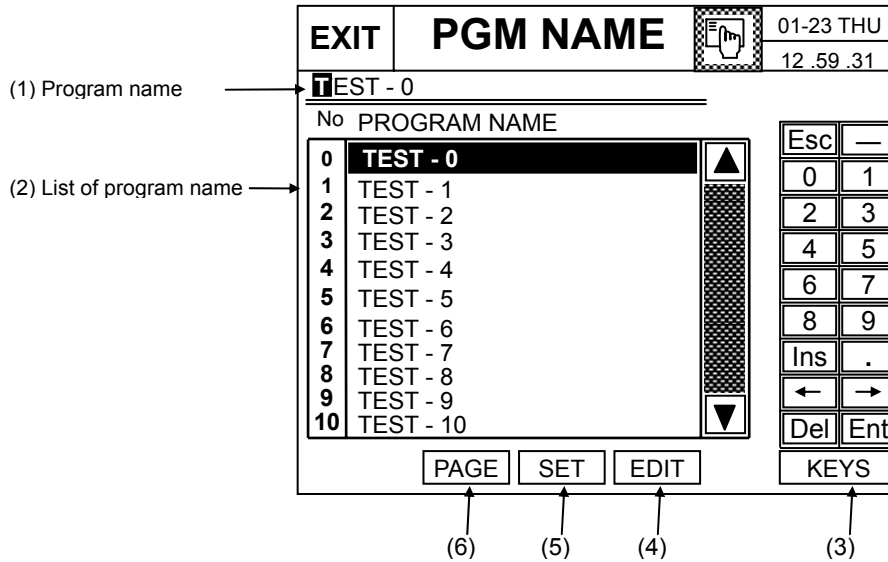 EXIT PGM NAME 01-23 THU
12 .59 .31
(1) Program name
TEST - 0
No PROGRAM NAME
0 TEST - 0
(2) List of program name
1 TEST - 1
2 TEST - 2
3 TEST - 3
4 TEST - 4
5 TEST - 5
6 TEST - 6
7 TEST - 7
8 TEST - 8
9 TEST - 9
10 TEST - 10
Esc —
0 1
2 3
4 5
6 7
8 9
Ins .
← →
Del Ent
PAGE SET EDIT KEYS
(6) (5) (4) (3)